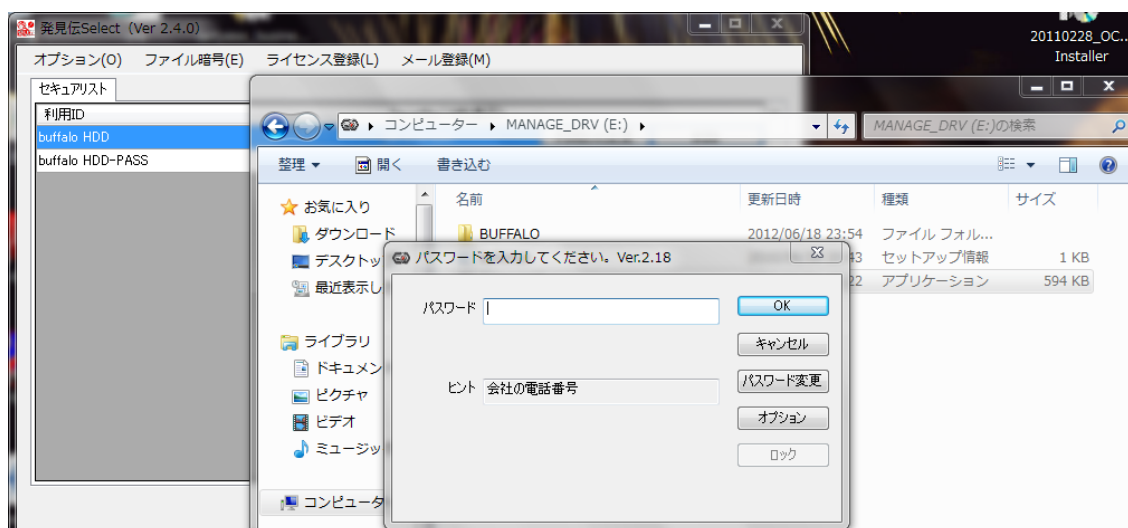 発見伝Select (Ver 2.4.0)
オプション(O) ファイル暗号(E) ライセンス登録(L) メール登録(M)
セキュアリスト
利用ID
buffalo HDD
buffalo HDD-PASS
20110228_OC...
Installer
コンピューター MANAGE_DRV (E:)
MANAGE_DRV (E:)の検索
整理 開く 書き込む
お気に入り
ダウンロード
デスクトッ
最近表示し
ライブラリ
ドキュメン
ピクチャ
ビデオ
ミュージッ
コンピュータ
名前 更新日時 種類 サイズ
BUFFALO 2012/06/18 23:54 ファイル フォル...
43 セットアップ情報 1 KB
22 アプリケーション 594 KB
パスワードを入力してください。Ver.2.18
パスワード
ヒント 会社の電話番号
OK
キャンセル
パスワード変更
オプション
ロック